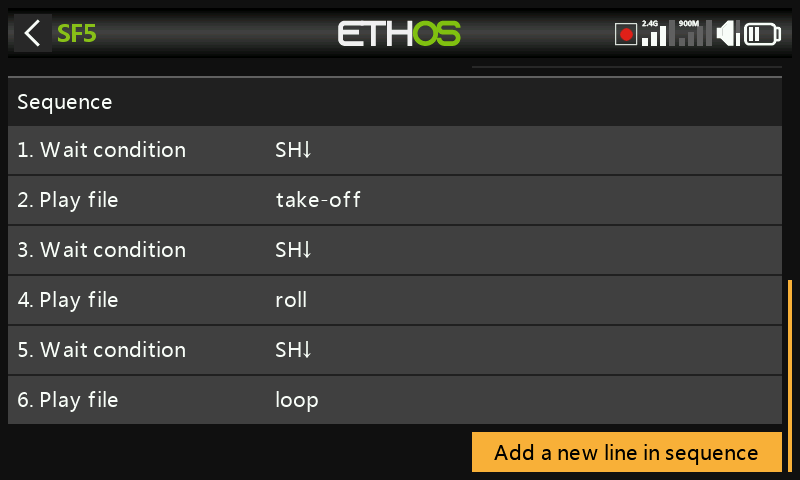 SF5
ETHOS
2.4G 900M
Sequence
1. Wait condition SH↓
2. Play file take-off
3. Wait condition SH↓
4. Play file roll
5. Wait condition SH↓
6. Play file loop
Add a new line in sequence